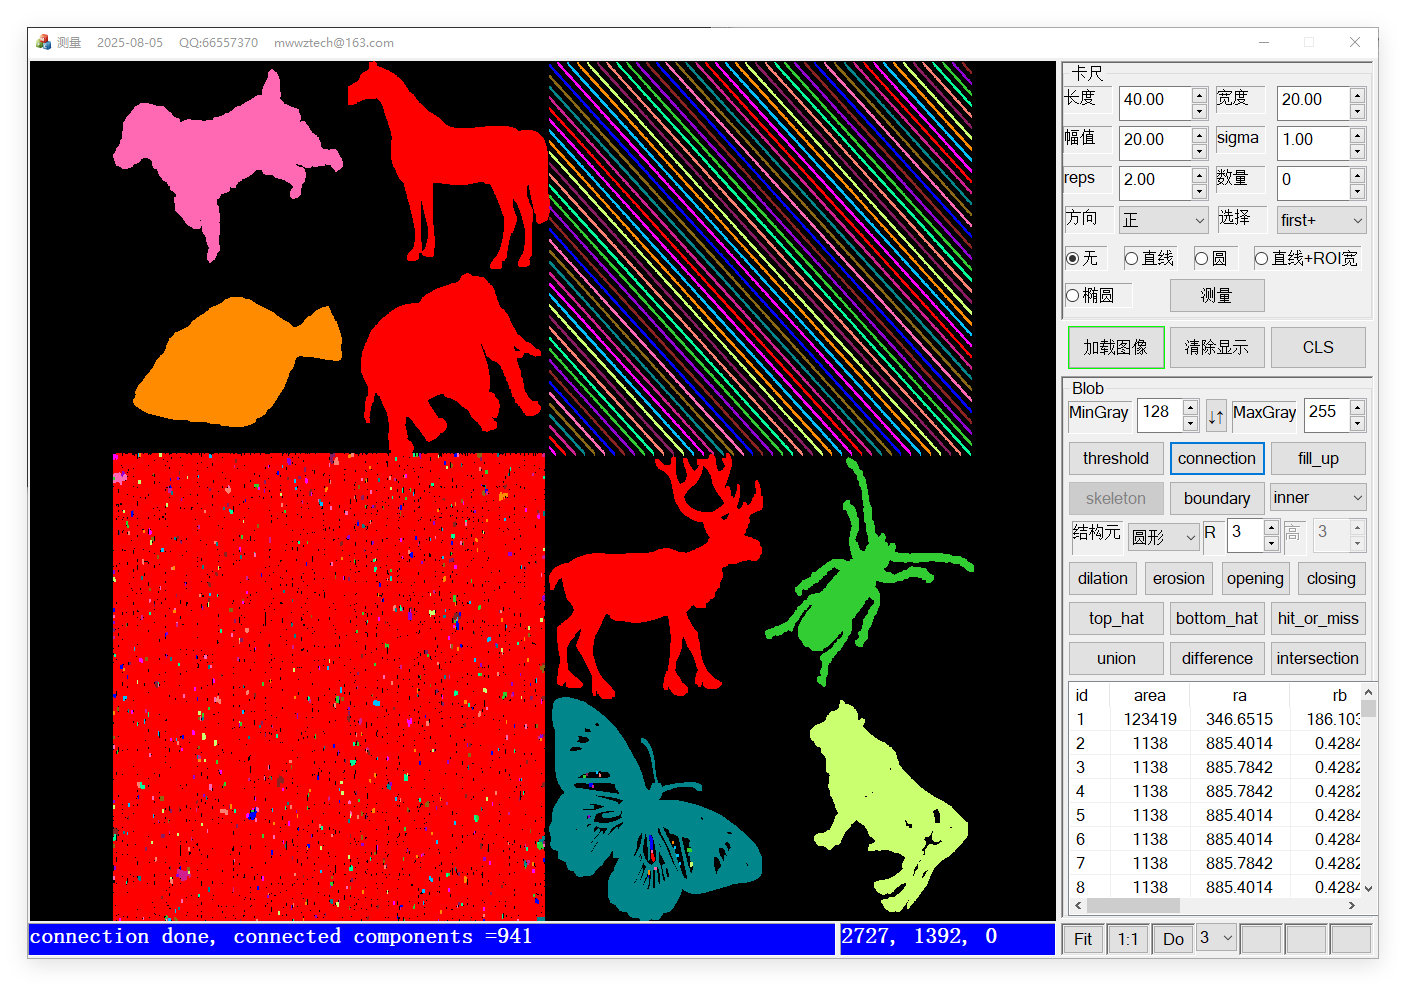 测量 2025-08-05 QQ:66557370 mwwztech@163.com
卡尺
长度 40.00 宽度 20.00
幅值 20.00 sigma 1.00
reps 2.00 数量 0
方向 正 选择 first+
无 直线 圆 直线+ROI宽
椭圆 测量
加载图像 清除显示 CLS
Blob
MinGray 128 ↓↑ MaxGray 255
threshold connection fill_up
skeleton boundary inner
结构元 圆形 R 3 高 3
dilation erosion opening closing
top_hat bottom_hat hit_or_miss
union difference intersection
id area ra rb
1 123419 346.6515 186.103
2 1138 885.4014 0.4284
3 1138 885.7842 0.4282
4 1138 885.7842 0.4282
5 1138 885.4014 0.4284
6 1138 885.4014 0.4284
7 1138 885.7842 0.4282
8 1138 885.4014 0.4284
connection done, connected components =941 2727, 1392, 0
Fit 1:1 Do 3